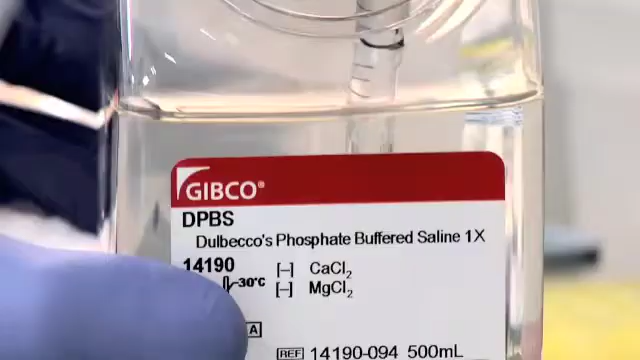 GIBCO®
DPBS
Dulbecco's Phosphate Buffered Saline 1X
14190 [–] CaCl₂
30°C [–] MgCl₂
A
REF 14190-094 500mL